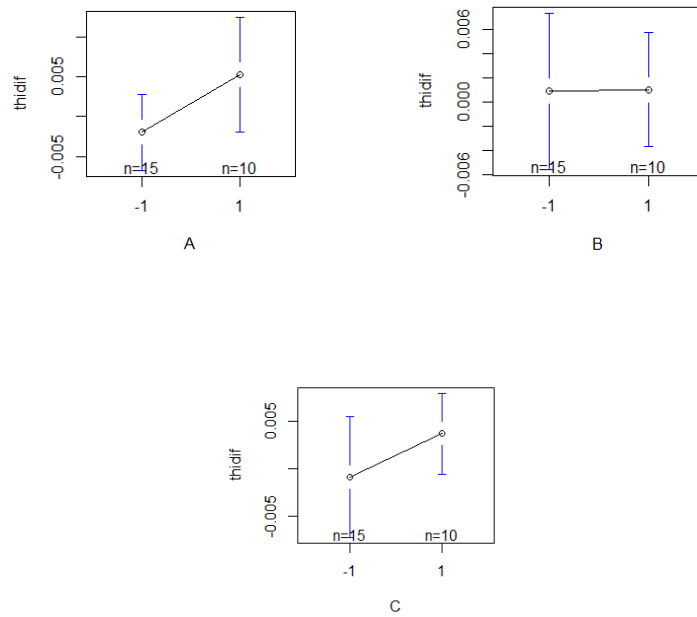 thidif
0.005
-0.005
n=15
n=10
-1
1
A
thidif
0.006
0.000
-0.006
n=15
n=10
-1
1
B
thidif
0.005
-0.005
n=15
n=10
-1
1
C